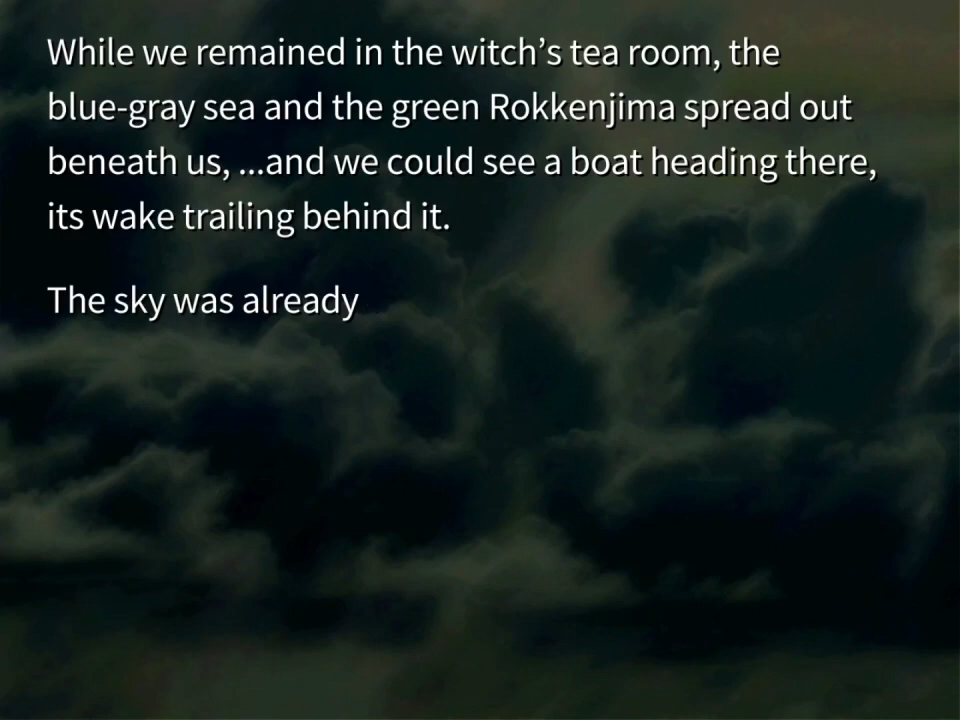 While we remained in the witch’s tea room, the
blue-gray sea and the green Rokkenjima spread out
beneath us, ...and we could see a boat heading there,
its wake trailing behind it.
The sky was already